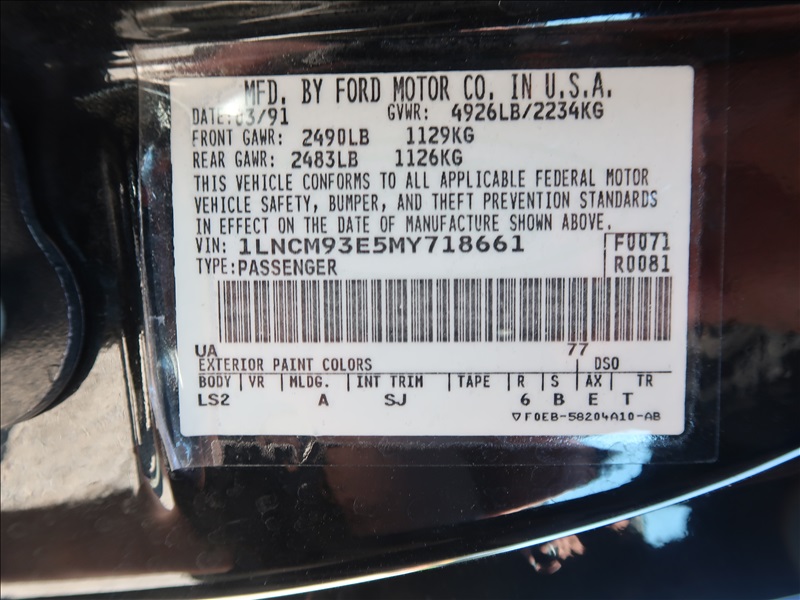 MFD. BY FORD MOTOR CO. IN U.S.A.
DATE: 03/91 GVWR: 4926LB/2234KG
FRONT GAWR: 2490LB 1129KG
REAR GAWR: 2483LB 1126KG
THIS VEHICLE CONFORMS TO ALL APPLICABLE FEDERAL MOTOR
VEHICLE SAFETY, BUMPER, AND THEFT PREVENTION STANDARDS
IN EFFECT ON THE DATE OF MANUFACTURE SHOWN ABOVE.
VIN: 1LNCM93E5MY718661 F0071
TYPE: PASSENGER R0081
UA 77
EXTERIOR PAINT COLORS DSO
BODY VR MLDG. INT TRIM TAPE R S AX TR
LS2 A SJ 6 B E T
▽F0EB-58204A10-AB